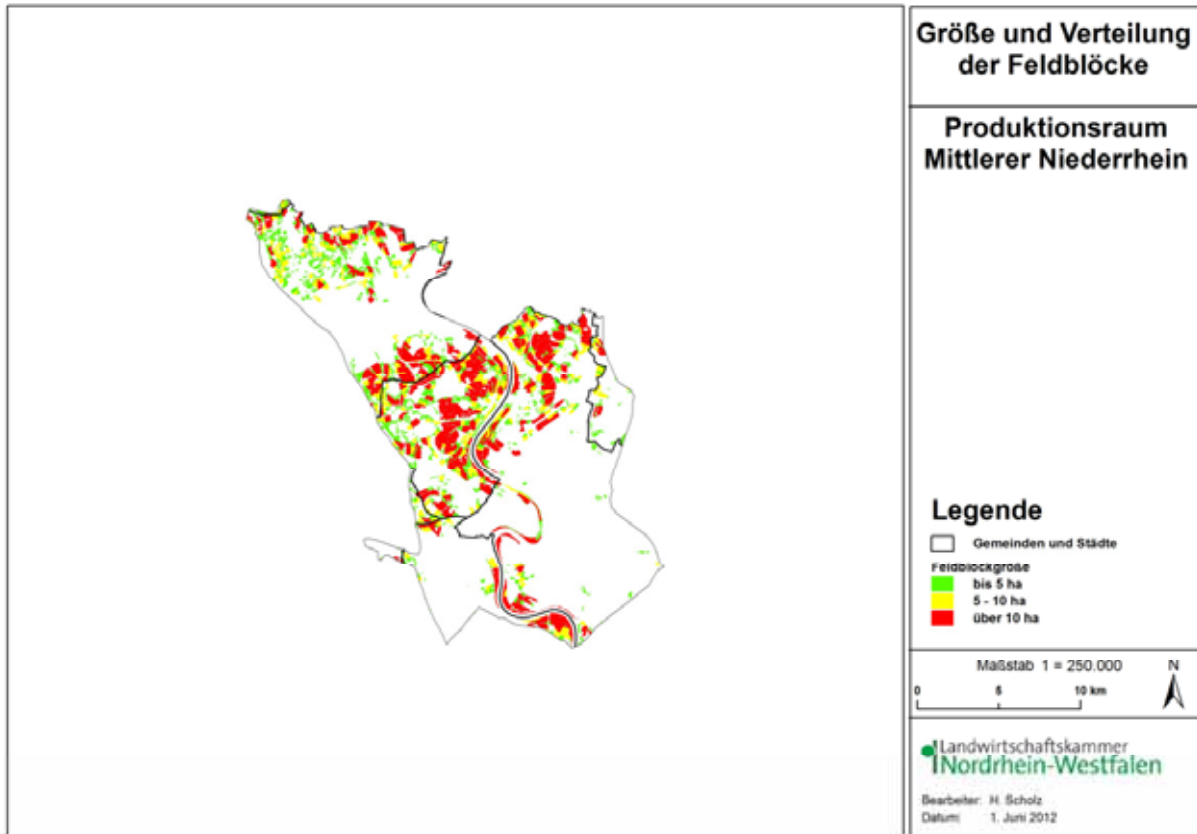 Größe und Verteilung
der Feldblöcke
Produktionsraum
Mittlerer Niederrhein
Legende
Gemeinden und Städte
Feldblockgröße
bis 5 ha
5 - 10 ha
über 10 ha
Maßstab 1 = 250.000
N
0 5 10 km
Landwirtschaftskammer
Nordrhein-Westfalen
Bearbeiter: H. Scholz
Datum: 1. Juni 2012